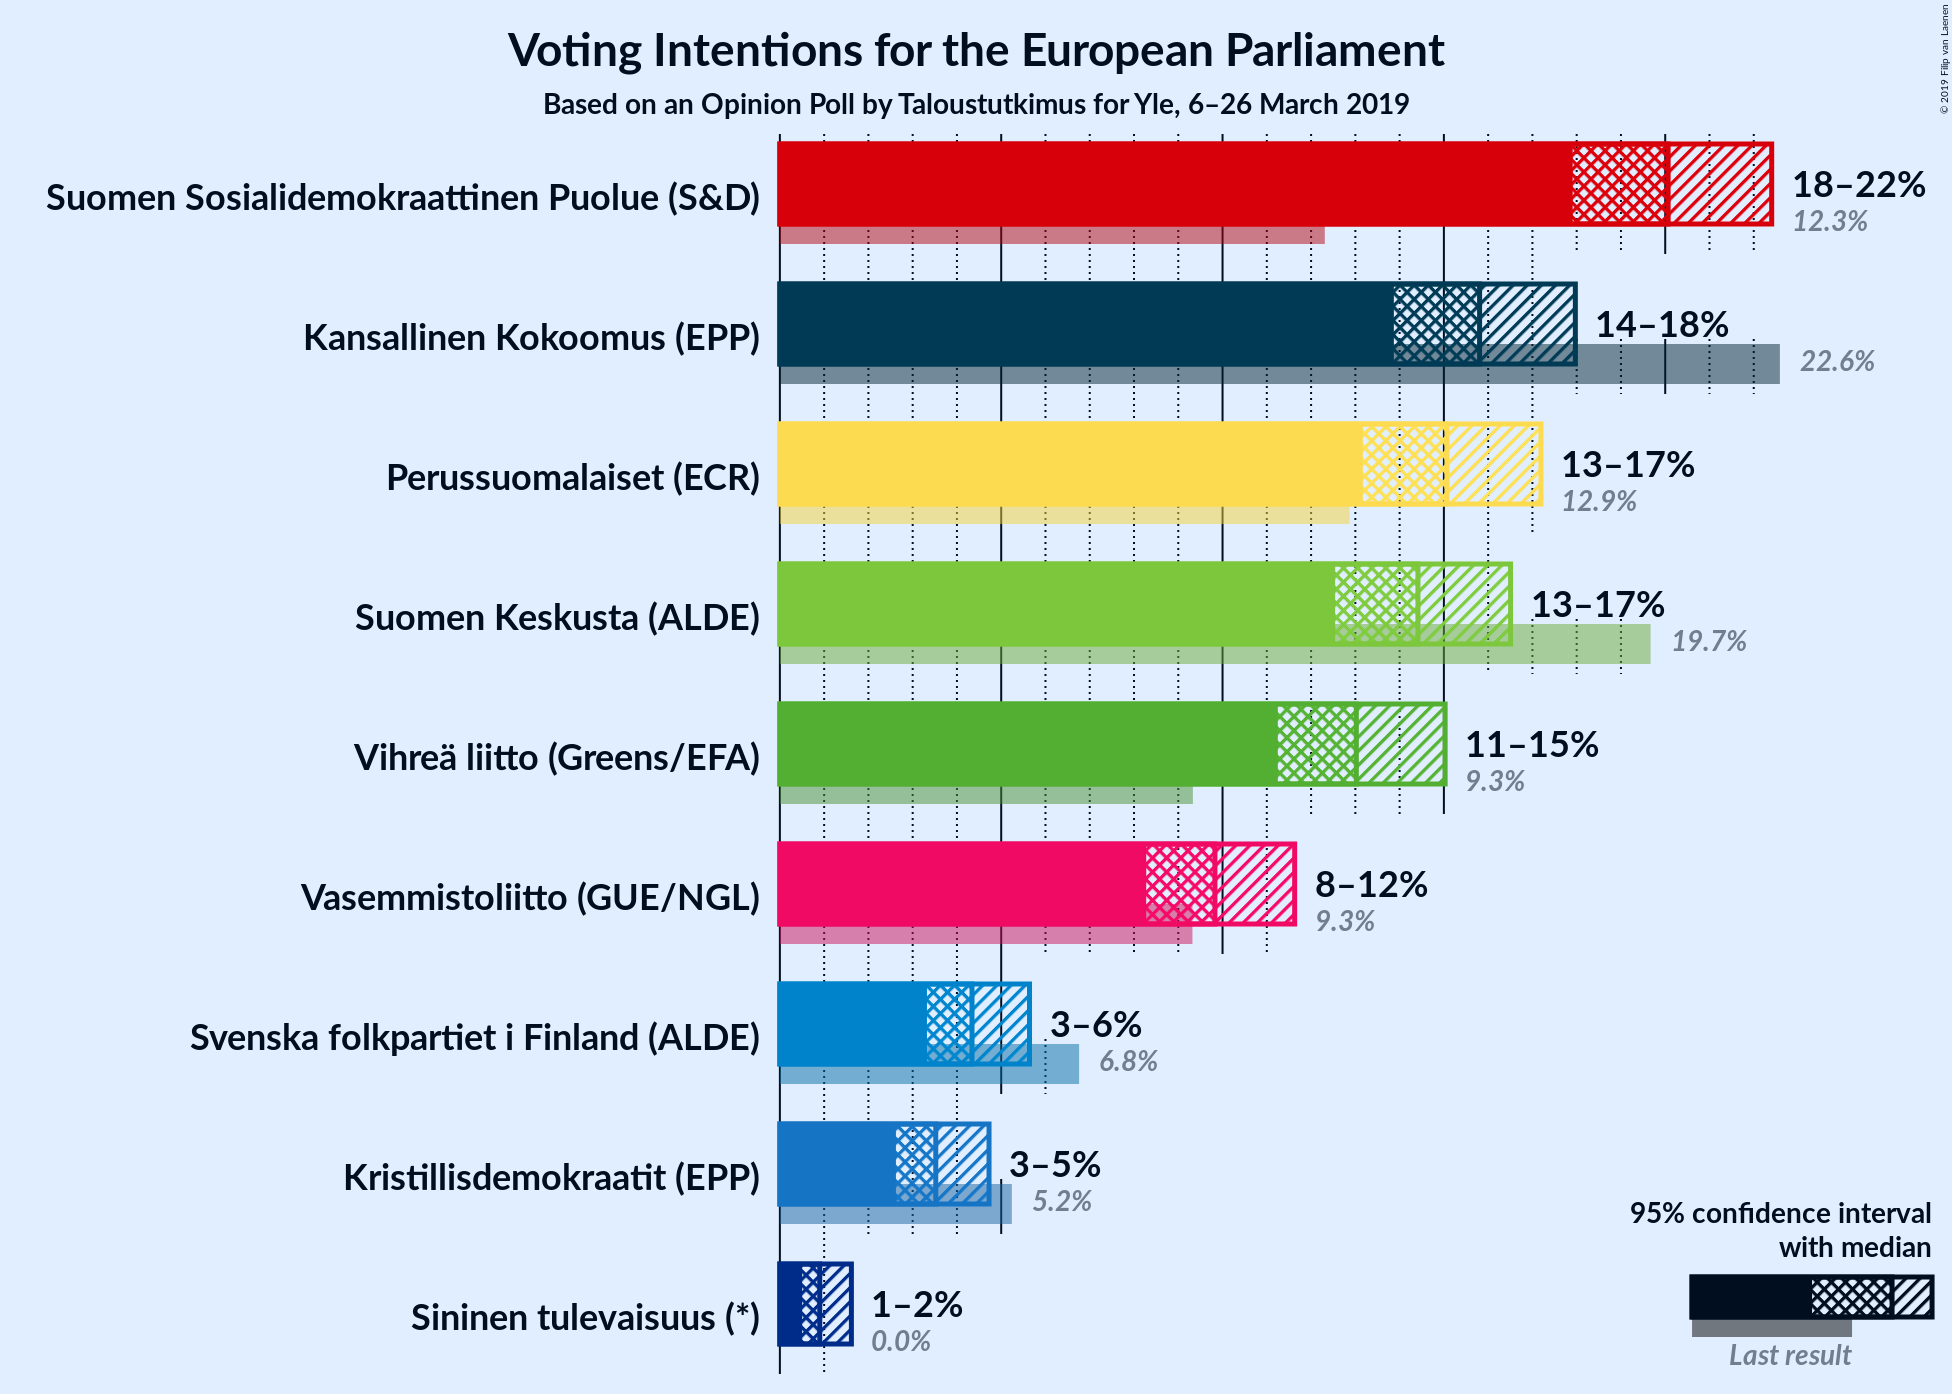 Voting Intentions for the European Parliament
Based on an Opinion Poll by Taloustutkimus for Yle, 6–26 March 2019
© 2019 Filip van Laenen
Suomen Sosialidemokraattinen Puolue (S&D)
18–22%
12.3%
Kansallinen Kokoomus (EPP)
14–18%
22.6%
Perussuomalaiset (ECR)
13–17%
12.9%
Suomen Keskusta (ALDE)
13–17%
19.7%
Vihreä liitto (Greens/EFA)
11–15%
9.3%
Vasemmistoliitto (GUE/NGL)
8–12%
9.3%
Svenska folkpartiet i Finland (ALDE)
3–6%
6.8%
Kristillisdemokraatit (EPP)
3–5%
5.2%
Sininen tulevaisuus (*)
1–2%
0.0%
95% confidence interval
with median
Last result